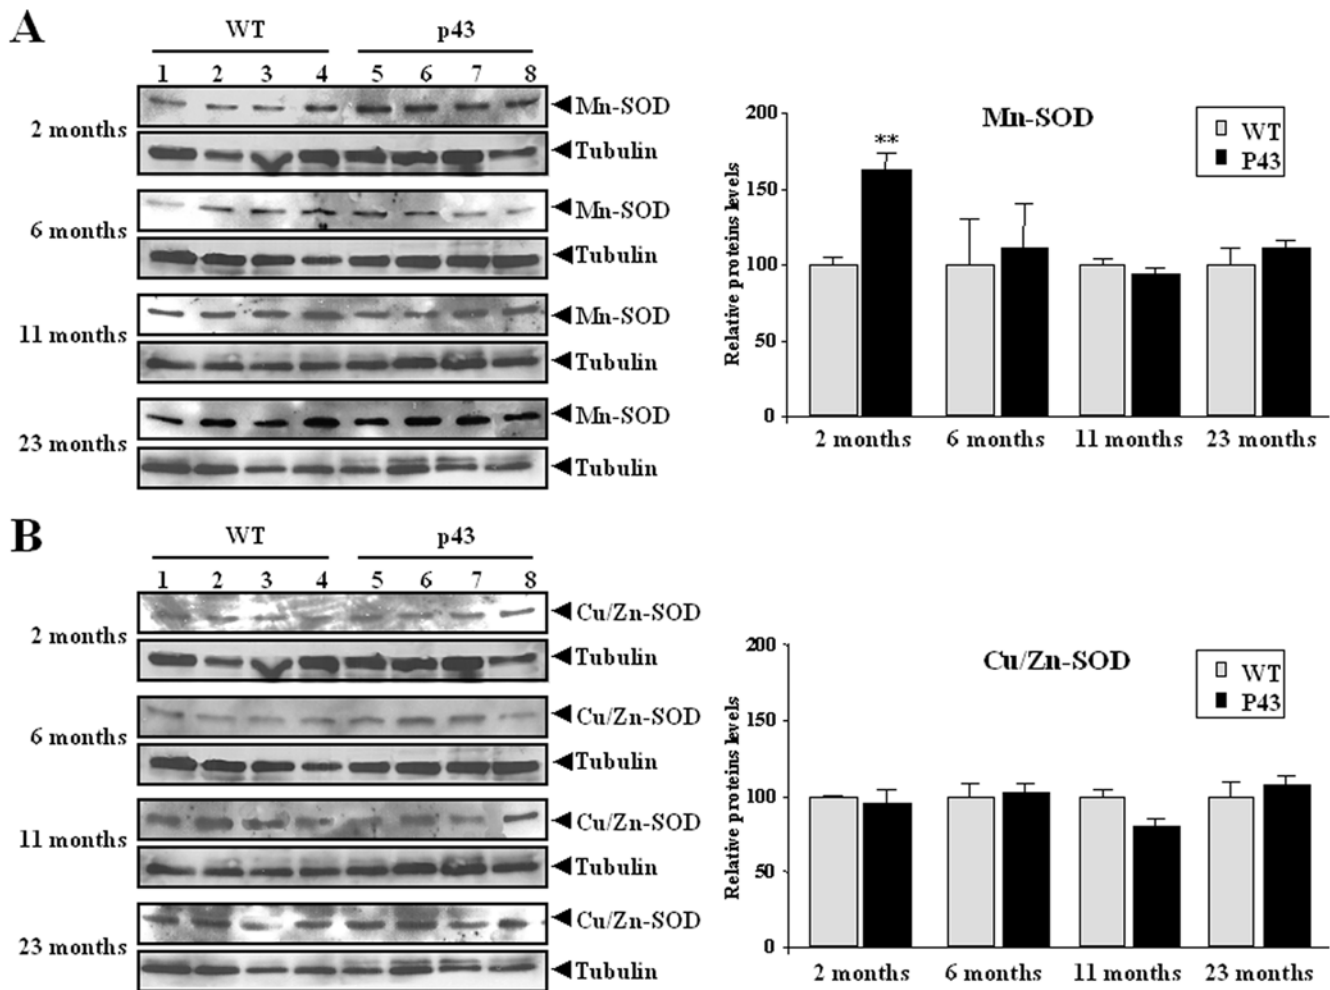 A
WT p43
1 2 3 4 5 6 7 8
2 months
Mn-SOD
Tubulin
6 months
Mn-SOD
Tubulin
11 months
Mn-SOD
Tubulin
23 months
Mn-SOD
Tubulin
Mn-SOD
WT
P43
Relative proteins levels
200
150
100
50
0
**
2 months 6 months 11 months 23 months
B
WT p43
1 2 3 4 5 6 7 8
2 months
Cu/Zn-SOD
Tubulin
6 months
Cu/Zn-SOD
Tubulin
11 months
Cu/Zn-SOD
Tubulin
23 months
Cu/Zn-SOD
Tubulin
Cu/Zn-SOD
WT
P43
Relative proteins levels
200
150
100
50
0
2 months 6 months 11 months 23 months